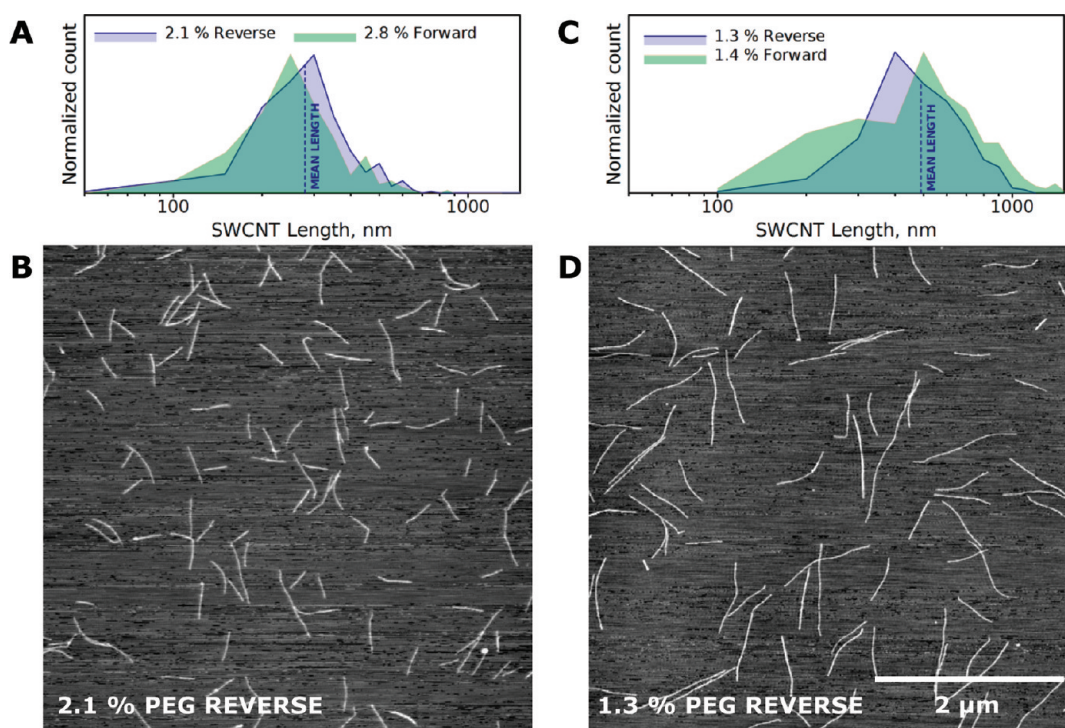 A
2.1 % Reverse
2.8 % Forward
Normalized count
MEAN LENGTH
100
1000
SWCNT Length, nm
C
1.3 % Reverse
1.4 % Forward
Normalized count
MEAN LENGTH
100
1000
SWCNT Length, nm
B
2.1 % PEG REVERSE
D
1.3 % PEG REVERSE
2 µm